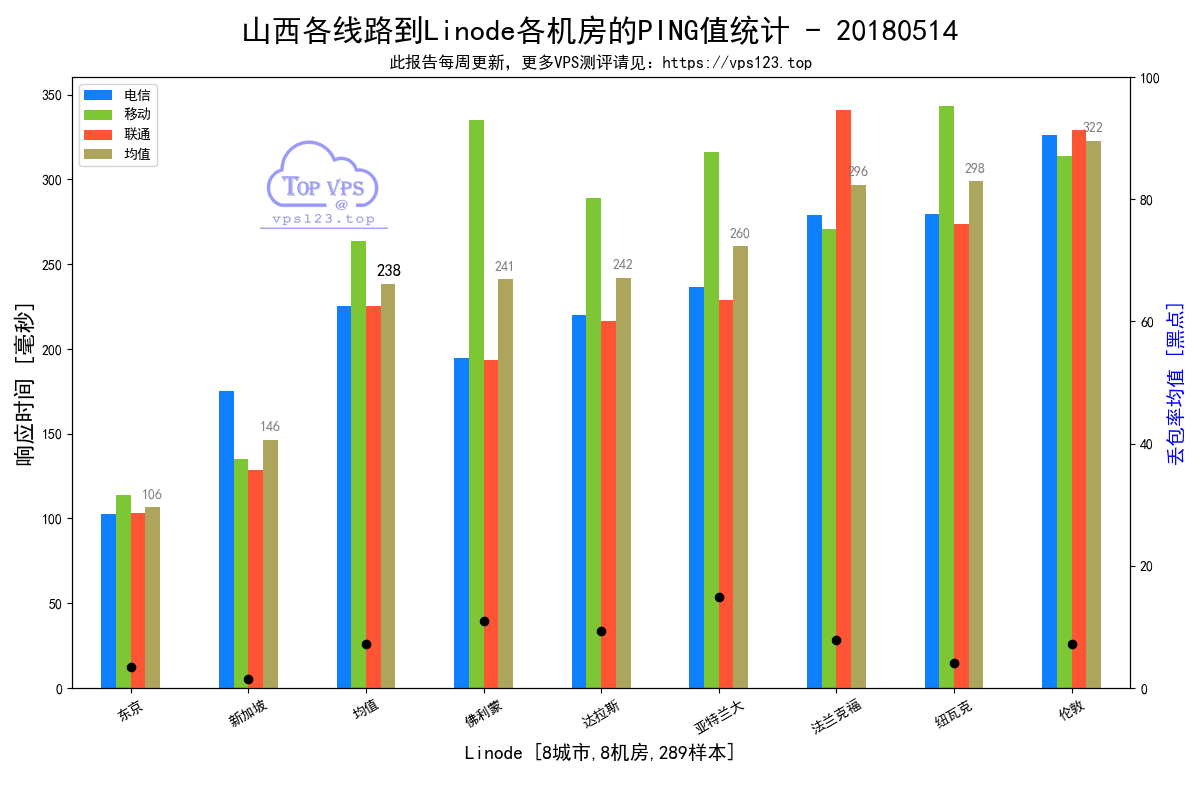 山西各线路到Linode各机房的PING值统计 - 20180514
此报告每周更新，更多VPS测评请见：https://vps123.top
电信
移动
联通
均值
TOP VPS
@
vps123.top
响应时间 [毫秒]
350
300
250
200
150
100
50
0
106
146
238
241
242
260
296
298
322
100
80
60
40
20
0
丢包率均值 [黑点]
东京
新加坡
均值
佛利蒙
达拉斯
亚特兰大
法兰克福
纽瓦克
伦敦
Linode [8城市,8机房,289样本]